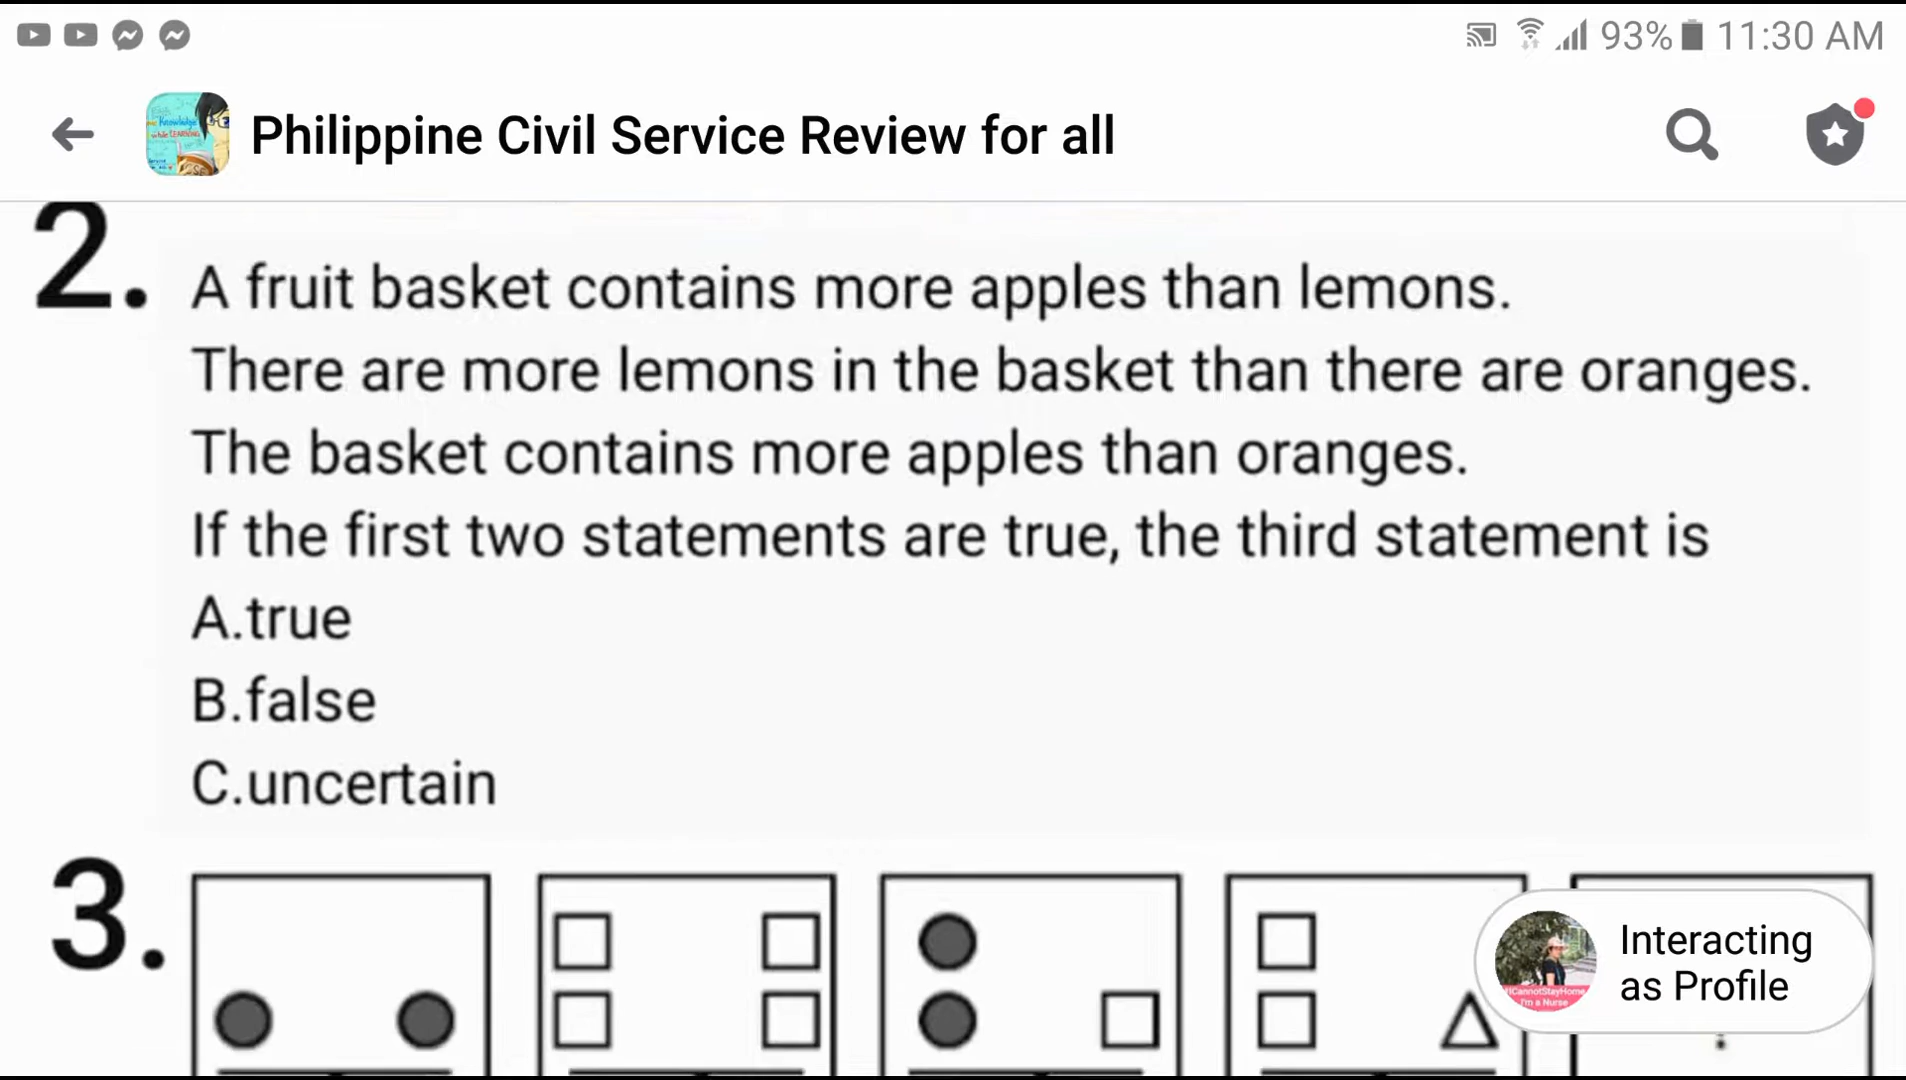 93% 11:30 AM
Philippine Civil Service Review for all
2. A fruit basket contains more apples than lemons.
There are more lemons in the basket than there are oranges.
The basket contains more apples than oranges.
If the first two statements are true, the third statement is
A.true
B.false
C.uncertain
3.
Interacting
as Profile
I'm a Nurse